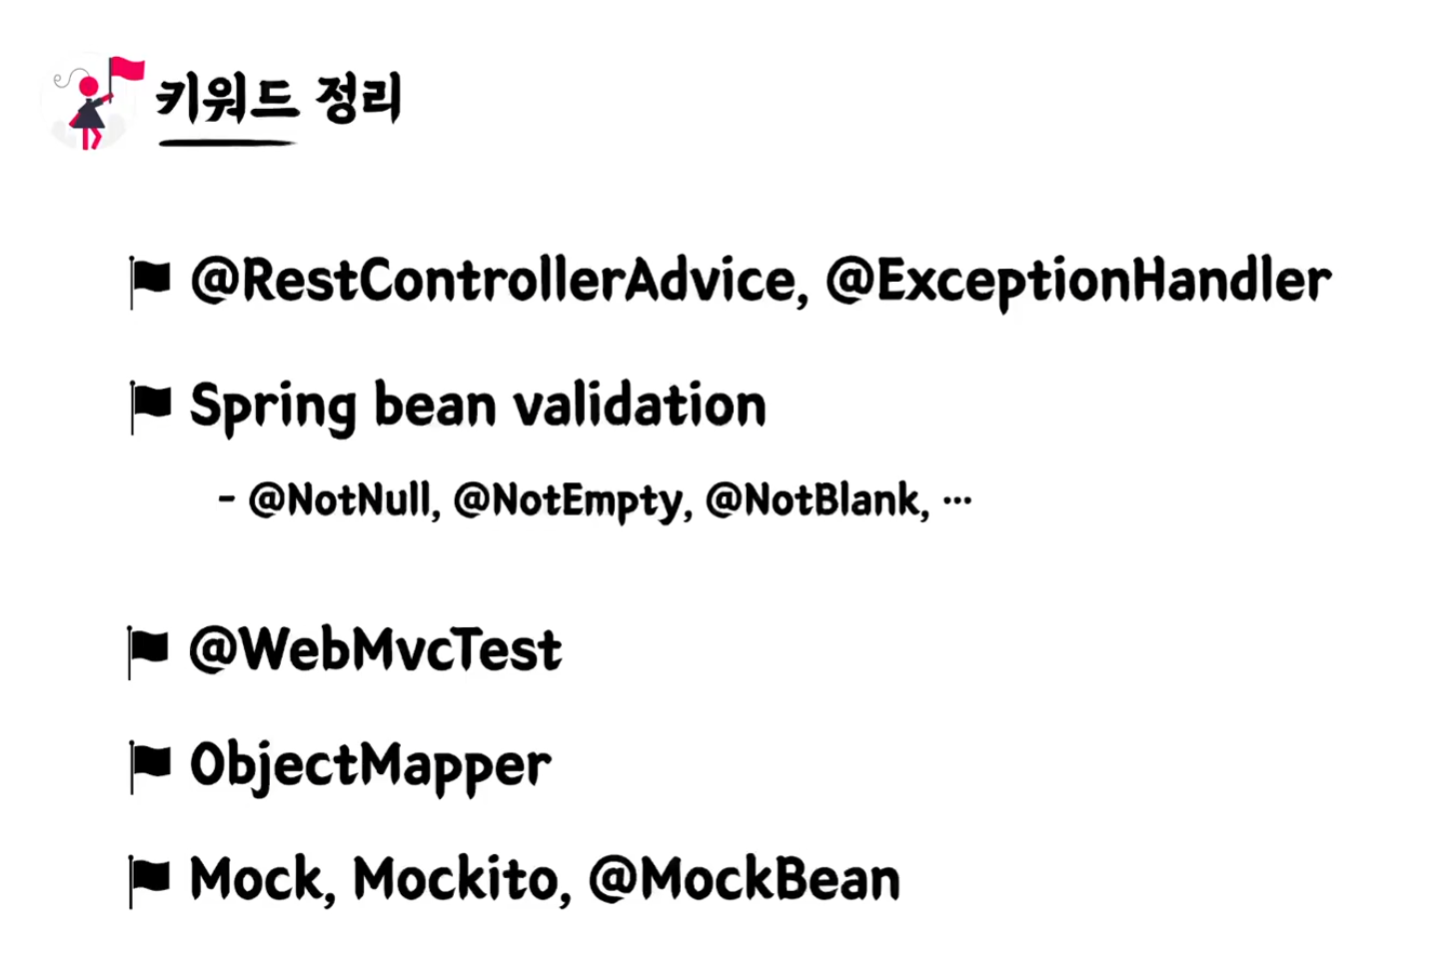 키워드 정리
@RestControllerAdvice, @ExceptionHandler
Spring bean validation
- @NotNull, @NotEmpty, @NotBlank, ⋯
@WebMvcTest
ObjectMapper
Mock, Mockito, @MockBean